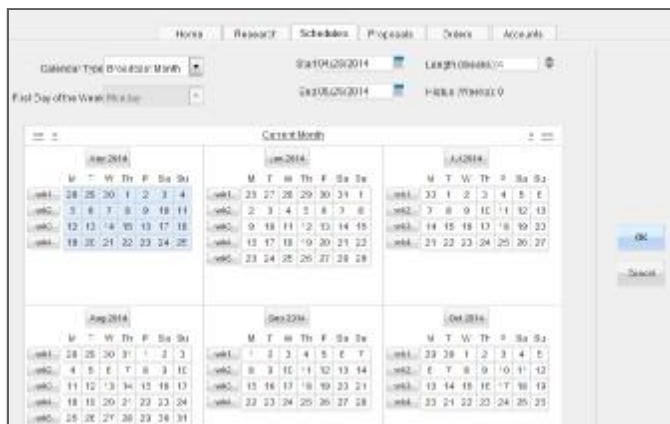 Home Research Schedules Proposals Orders Accounts
Calendar Type Broadcast Month Start 04/28/2014 Length (Weeks)
First Day of the Week Monday End 05/25/2014 Hiatus (Weeks): 0
Current Month
Jun 2014 Jul 2014
M T W Th F Sa Su M T W Th F Sa Su M T W Th F Sa Su
wk1.. 28 29 30 1 2 3 4 wk1.. 26 27 28 29 30 31 1 wk1.. 30 1 2 3 4 5 6
wk2.. 5 6 7 8 9 10 11 wk2.. 2 3 4 5 6 7 8 wk2.. 7 8 9 10 11 12 13
wk3.. 12 13 14 15 16 17 18 wk3.. 9 10 11 12 13 14 15 wk3.. 14 15 16 17 18 19 20
wk4.. 19 20 21 22 23 24 25 wk4.. 16 17 18 19 20 21 22 wk4.. 21 22 23 24 25 26 27
wk5.. 23 24 25 26 27 28 29
OK
Cancel
Aug 2014 Sep 2014 Oct 2014
M T W Th F Sa Su M T W Th F Sa Su M T W Th F Sa Su
wk1.. 28 29 30 31 1 2 3 wk1.. 1 2 3 4 5 6 7 wk1.. 29 30 1 2 3 4 5
wk2.. 4 5 6 7 8 9 10 wk2.. 8 9 10 11 12 13 14 wk2.. 6 7 8 9 10 11 12
wk3.. 11 12 13 14 15 16 17 wk3.. 15 16 17 18 19 20 21 wk3.. 13 14 15 16 17 18 19
wk4.. 18 19 20 21 22 23 24 wk4.. 22 23 24 25 26 27 28 wk4.. 20 21 22 23 24 25 26
wk5.. 25 26 27 28 29 30 31